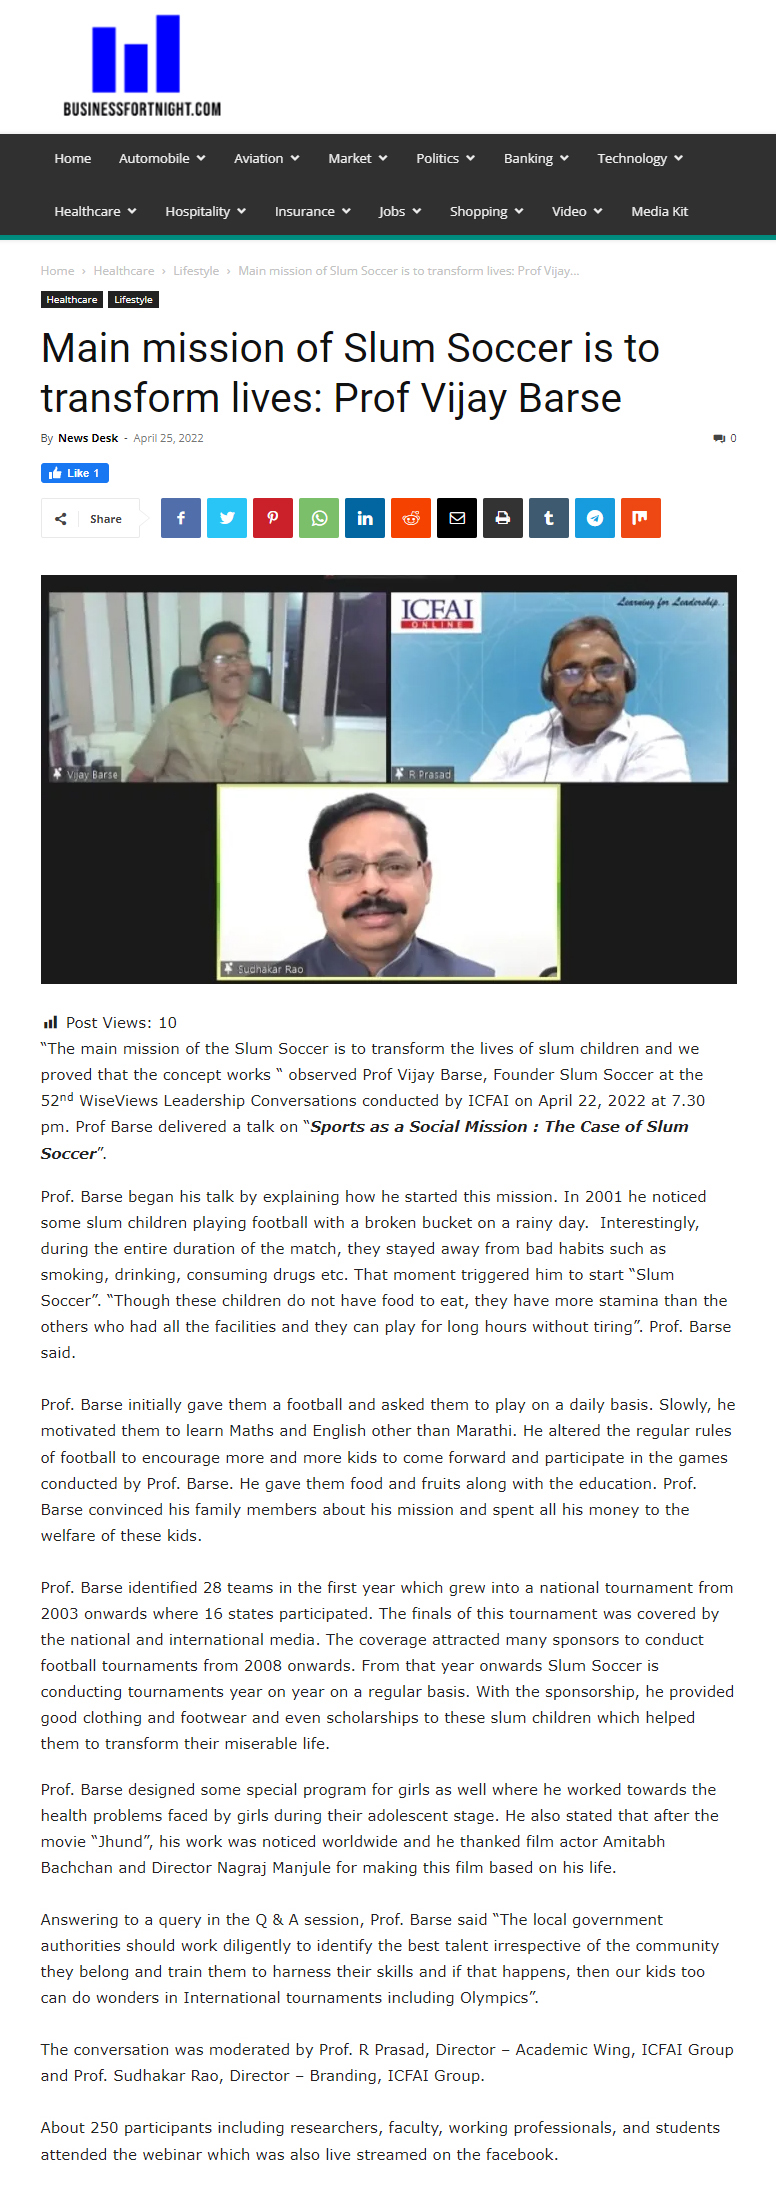 BUSINESSFORTNIGHT.COM
Home Automobile Aviation Market Politics Banking Technology
Healthcare Hospitality Insurance Jobs Shopping Video Media Kit
Home › Healthcare › Lifestyle › Main mission of Slum Soccer is to transform lives: Prof Vijay...
Healthcare Lifestyle
Main mission of Slum Soccer is to
transform lives: Prof Vijay Barse
By News Desk - April 25, 2022 0
Like 1
Share
ICFAI
ONLINE
Learning for Leadership..
Vijay Barse
R Prasad
Sudhakar Rao
Post Views: 10
“The main mission of the Slum Soccer is to transform the lives of slum children and we
proved that the concept works “ observed Prof Vijay Barse, Founder Slum Soccer at the
52nd WiseViews Leadership Conversations conducted by ICFAI on April 22, 2022 at 7.30
pm. Prof Barse delivered a talk on “Sports as a Social Mission : The Case of Slum
Soccer”.
Prof. Barse began his talk by explaining how he started this mission. In 2001 he noticed
some slum children playing football with a broken bucket on a rainy day.  Interestingly,
during the entire duration of the match, they stayed away from bad habits such as
smoking, drinking, consuming drugs etc. That moment triggered him to start “Slum
Soccer”. “Though these children do not have food to eat, they have more stamina than the
others who had all the facilities and they can play for long hours without tiring”. Prof. Barse
said.
Prof. Barse initially gave them a football and asked them to play on a daily basis. Slowly, he
motivated them to learn Maths and English other than Marathi. He altered the regular rules
of football to encourage more and more kids to come forward and participate in the games
conducted by Prof. Barse. He gave them food and fruits along with the education. Prof.
Barse convinced his family members about his mission and spent all his money to the
welfare of these kids.
Prof. Barse identified 28 teams in the first year which grew into a national tournament from
2003 onwards where 16 states participated. The finals of this tournament was covered by
the national and international media. The coverage attracted many sponsors to conduct
football tournaments from 2008 onwards. From that year onwards Slum Soccer is
conducting tournaments year on year on a regular basis. With the sponsorship, he provided
good clothing and footwear and even scholarships to these slum children which helped
them to transform their miserable life.
Prof. Barse designed some special program for girls as well where he worked towards the
health problems faced by girls during their adolescent stage. He also stated that after the
movie “Jhund”, his work was noticed worldwide and he thanked film actor Amitabh
Bachchan and Director Nagraj Manjule for making this film based on his life.
Answering to a query in the Q & A session, Prof. Barse said “The local government
authorities should work diligently to identify the best talent irrespective of the community
they belong and train them to harness their skills and if that happens, then our kids too
can do wonders in International tournaments including Olympics”.
The conversation was moderated by Prof. R Prasad, Director – Academic Wing, ICFAI Group
and Prof. Sudhakar Rao, Director – Branding, ICFAI Group.
About 250 participants including researchers, faculty, working professionals, and students
attended the webinar which was also live streamed on the facebook.